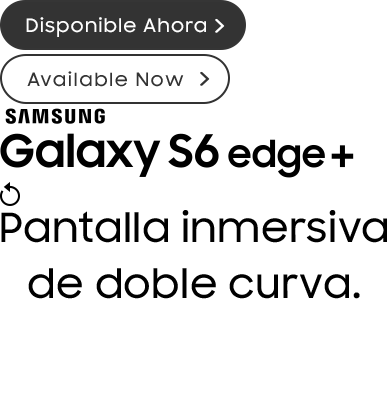 Disponible Ahora
Available Now
SAMSUNG
Galaxy S6 edge+
Pantalla inmersiva
de doble curva.